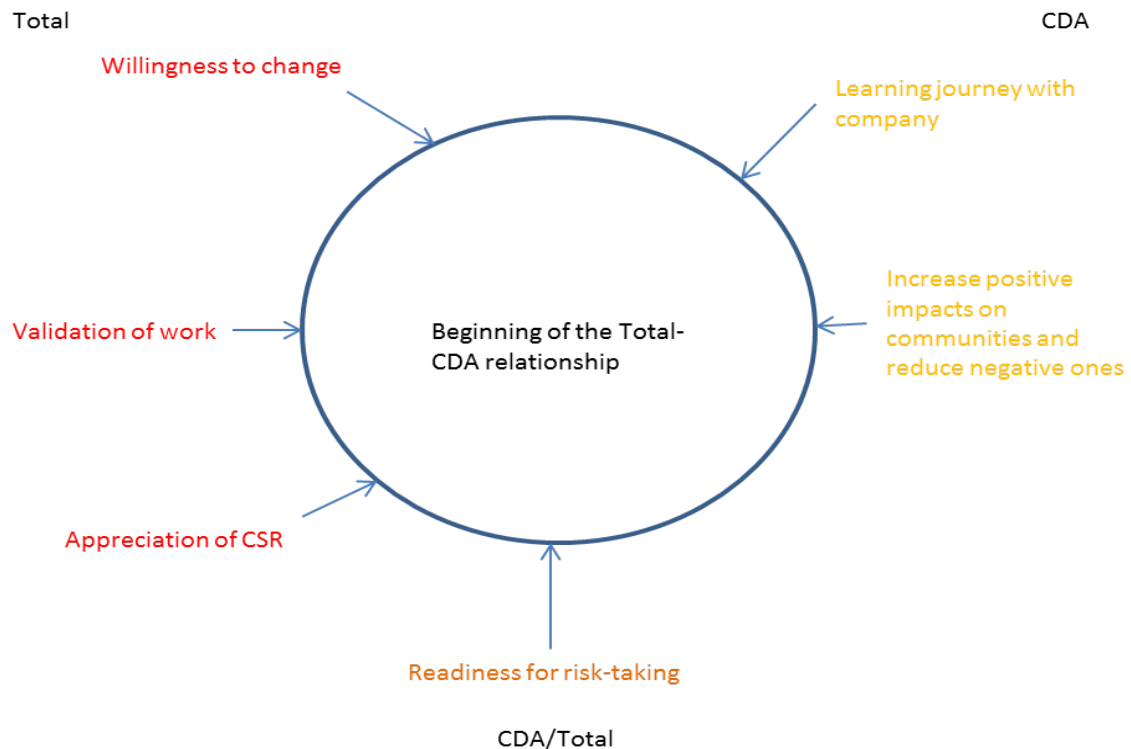 Total
CDA
Willingness to change
Learning journey with
company
Increase positive
impacts on
communities and
reduce negative ones
Validation of work
Beginning of the Total-
CDA relationship
Appreciation of CSR
Readiness for risk-taking
CDA/Total